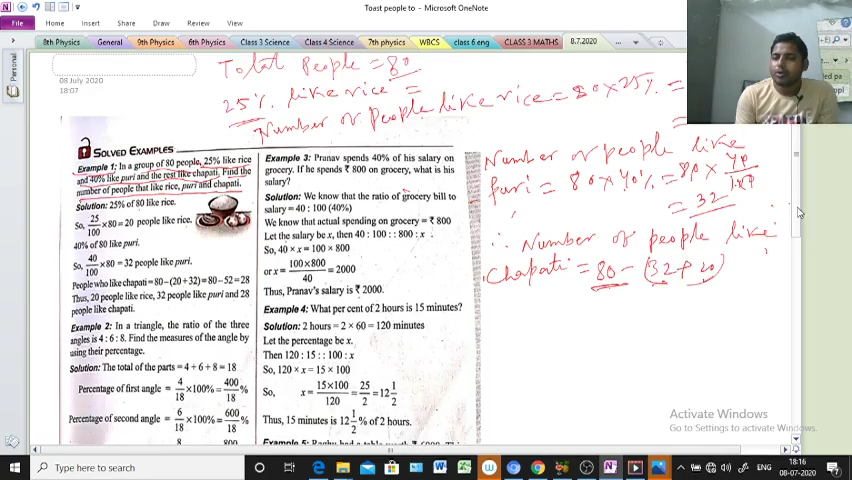 Toast people to - Microsoft OneNote
File Home Insert Draw History Review View
8th Physics General 9th Physics 6th Physics Class 3 Science Class 4 Science 7th physics WBCS class 6 eng CLASS 3 MATHS 8.7.2020
Personal
08 July 2020
18:07
Total People = 80
25% like rice =
Number or people like rice = 80 x 25% =
=
SOLVED EXAMPLES
Example 1: In a group of 80 people, 25% like rice
and 40% like puri and the rest like chapati. Find the
number of people that like rice, puri and chapati.
Solution: 25% of 80 like rice.
So, 25/100 ×80=20 people like rice.
40% of 80 like puri.
So, 40/100 ×80=32 people like puri.
People who like chapati=80–(20+32)=80–52=28
Thus, 20 people like rice, 32 people like puri and 28
people like chapati.
Example 2: In a triangle, the ratio of the three
angles is 4 : 6 : 8. Find the measures of the angle by
using their percentage.
Solution: The total of the parts = 4 + 6 + 8 = 18
Percentage of first angle = 4/18 ×100%= 400/18 %
Percentage of second angle = 6/18 ×100%= 600/18 %
8 800
Example 3: Pranav spends 40% of his salary on
grocery. If he spends ₹ 800 on grocery, what is his
salary?
Solution: We know that the ratio of grocery bill to
salary=40 : 100 (40%)
We know that actual spending on grocery= ₹ 800
Let the salary be x, then 40 : 100 : : 800 : x
So, 40 × x = 100 × 800
or x = 100×800/40 = 2000
Thus, Pranav's salary is ₹ 2000.
Example 4: What per cent of 2 hours is 15 minutes?
Solution: 2 hours = 2 × 60 = 120 minutes
Let the percentage be x.
Then 120 : 15 : : 100 : x
So, 120 × x = 15 × 100
So, x = 15×100/120 = 25/2 = 12 1/2
Thus, 15 minutes is 12 1/2 % of 2 hours.
Number or people like
Puri = 80 x 40% = 80 x 40/100
= 32
∴ Number of people like
Chapati = 80 - (32 + 20)
Activate Windows
Go to Settings to activate Windows.
Type here to search
ENG
18:16
08-07-2020